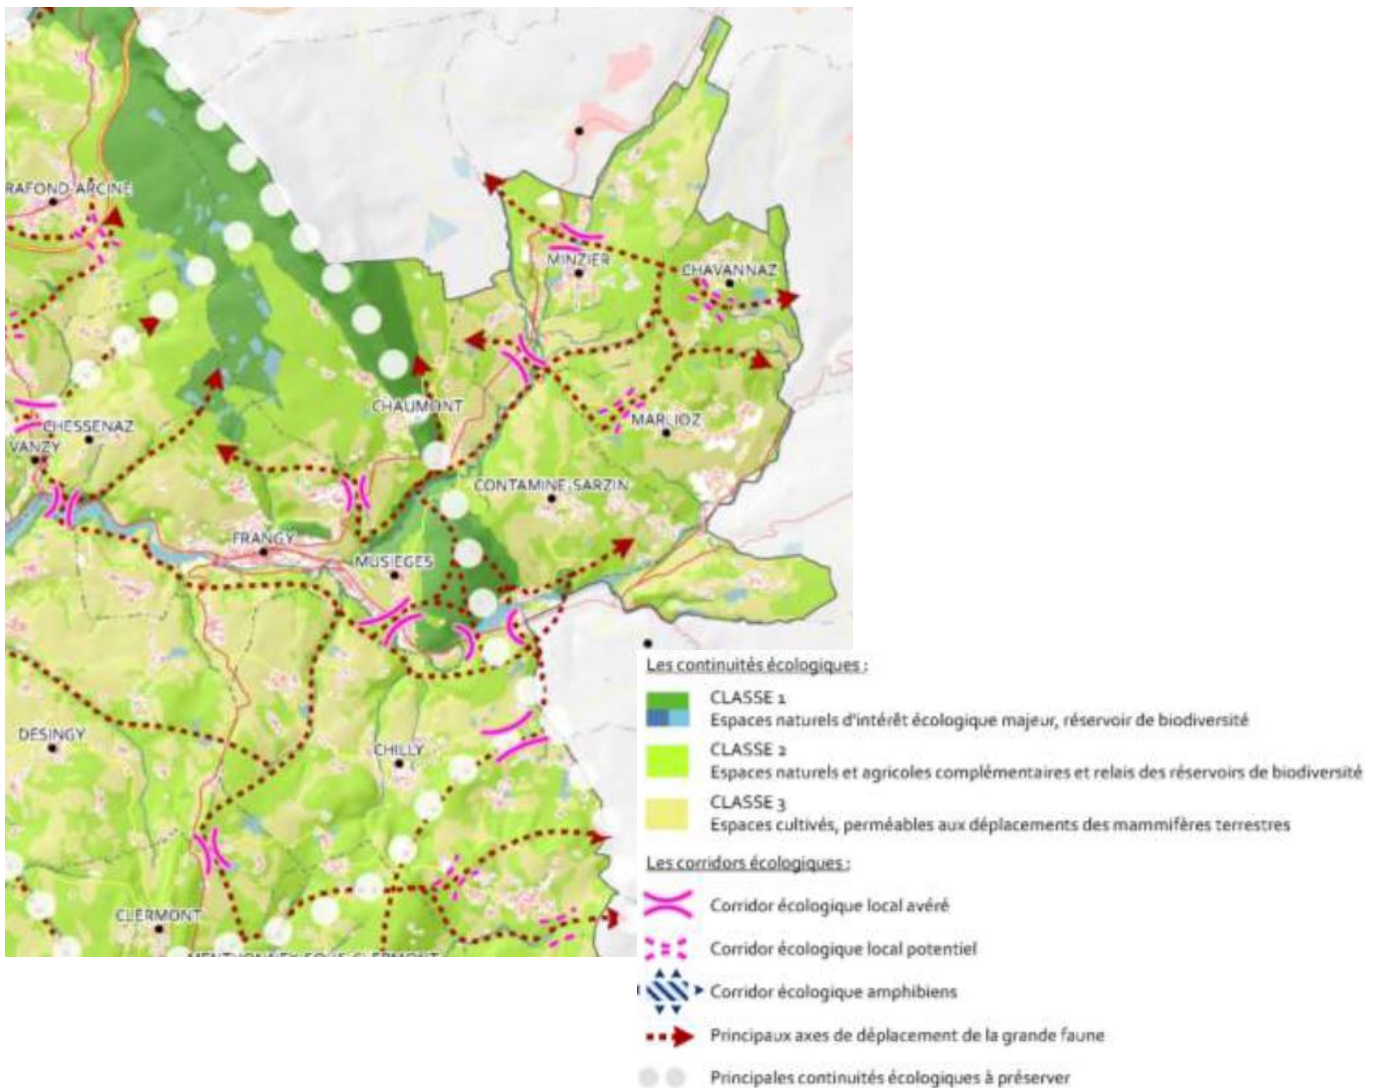 RAFOND-ARCINE
MINZIER
CHAVANNAZ
CHAUMONT
MARLIOZ
CHESSENAZ
VANZY
CONTAMINE-SARZIN
FRANGY
MUSIEGES
DESINGY
CHILLY
CLERMONT
MENTHONNEX-SOUS-CLERMONT
Les continuités écologiques :
CLASSE 1
Espaces naturels d'intérêt écologique majeur, réservoir de biodiversité
CLASSE 2
Espaces naturels et agricoles complémentaires et relais des réservoirs de biodiversité
CLASSE 3
Espaces cultivés, perméables aux déplacements des mammifères terrestres
Les corridors écologiques :
Corridor écologique local avéré
Corridor écologique local potentiel
Corridor écologique amphibiens
Principaux axes de déplacement de la grande faune
Principales continuités écologiques à préserver